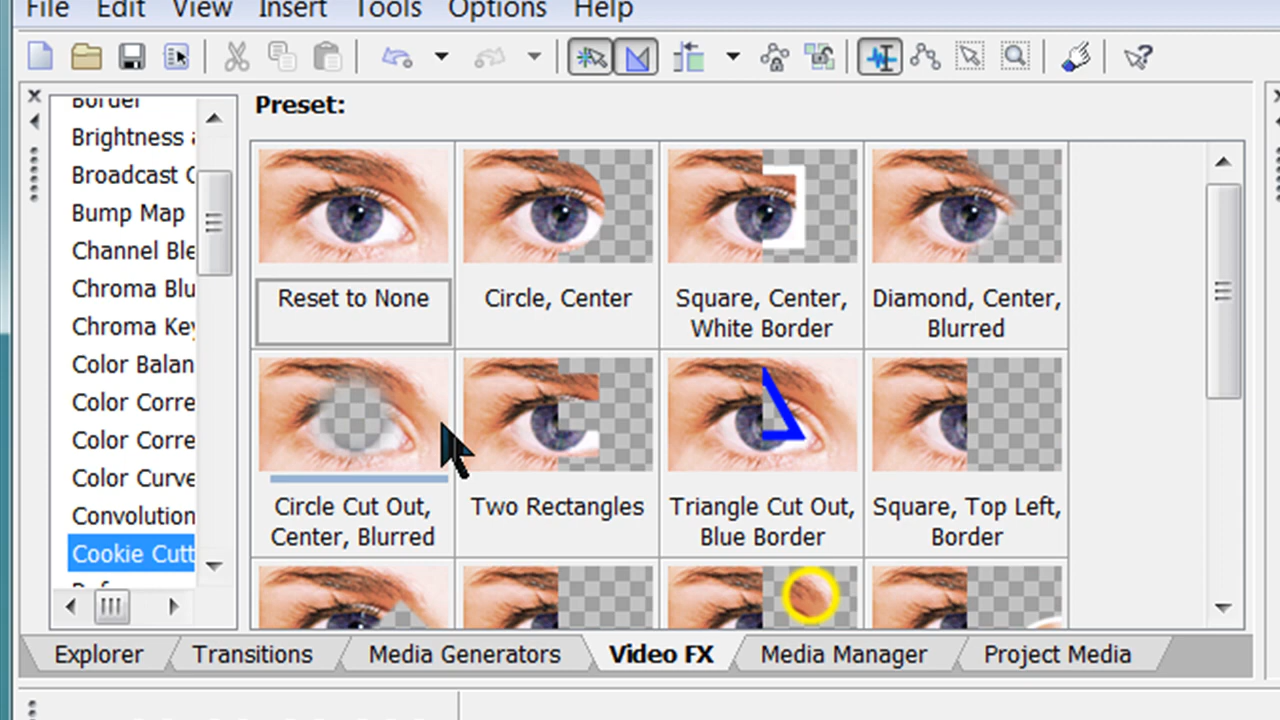 File Edit View Insert Tools Options Help
Preset:
Border
Brightness a
Broadcast C
Bump Map
Channel Ble
Chroma Blu
Chroma Key
Color Balan
Color Corre
Color Corre
Color Curve
Convolution
Cookie Cutt
Reset to None
Circle, Center
Square, Center,
White Border
Diamond, Center,
Blurred
Circle Cut Out,
Center, Blurred
Two Rectangles
Triangle Cut Out,
Blue Border
Square, Top Left,
Border
Explorer Transitions Media Generators Video FX Media Manager Project Media